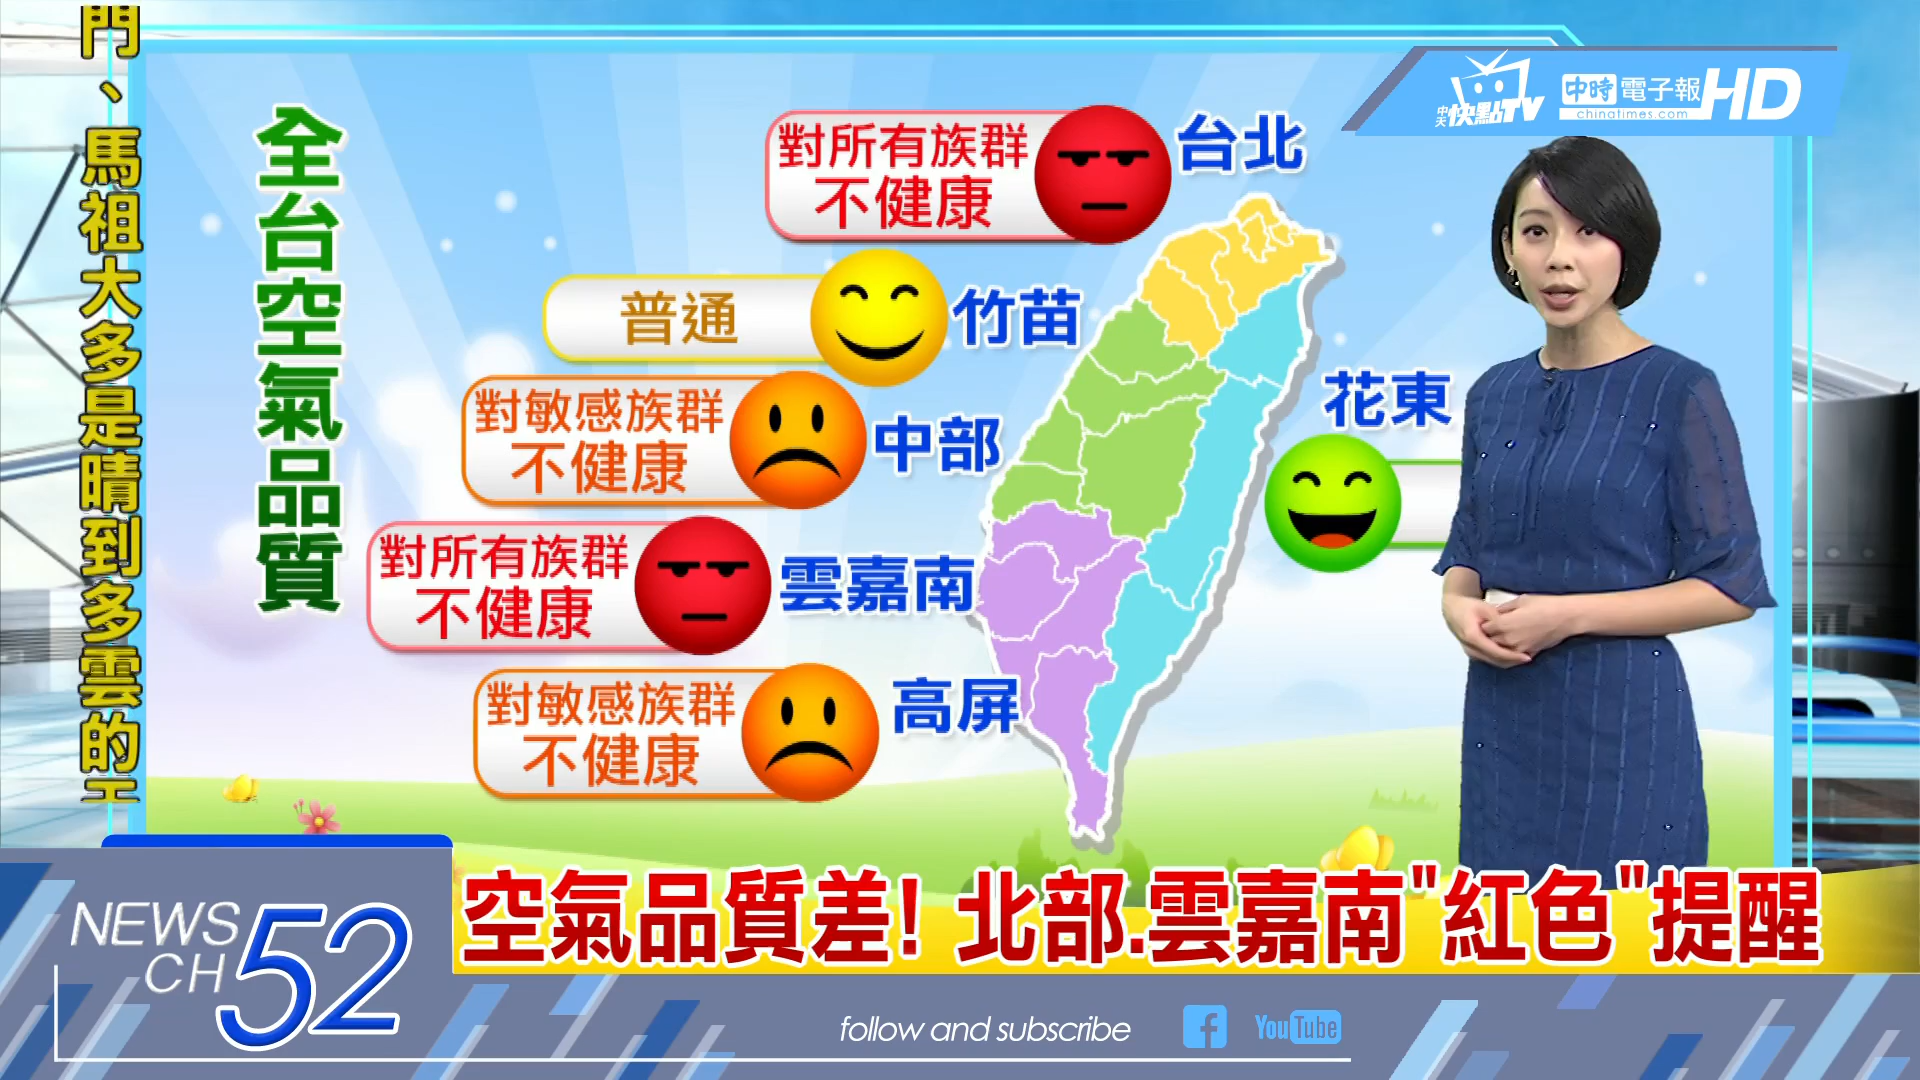 門、馬祖大多是晴到多雲的
全台空氣品質
對所有族群
不健康
台北
普通
竹苗
對敏感族群
不健康
中部
對所有族群
不健康
雲嘉南
對敏感族群
不健康
高屏
花東
中天快點TV
中時電子報HD
chinatimes.com
空氣品質差! 北部.雲嘉南"紅色"提醒
NEWS
CH 52
follow and subscribe
YouTube